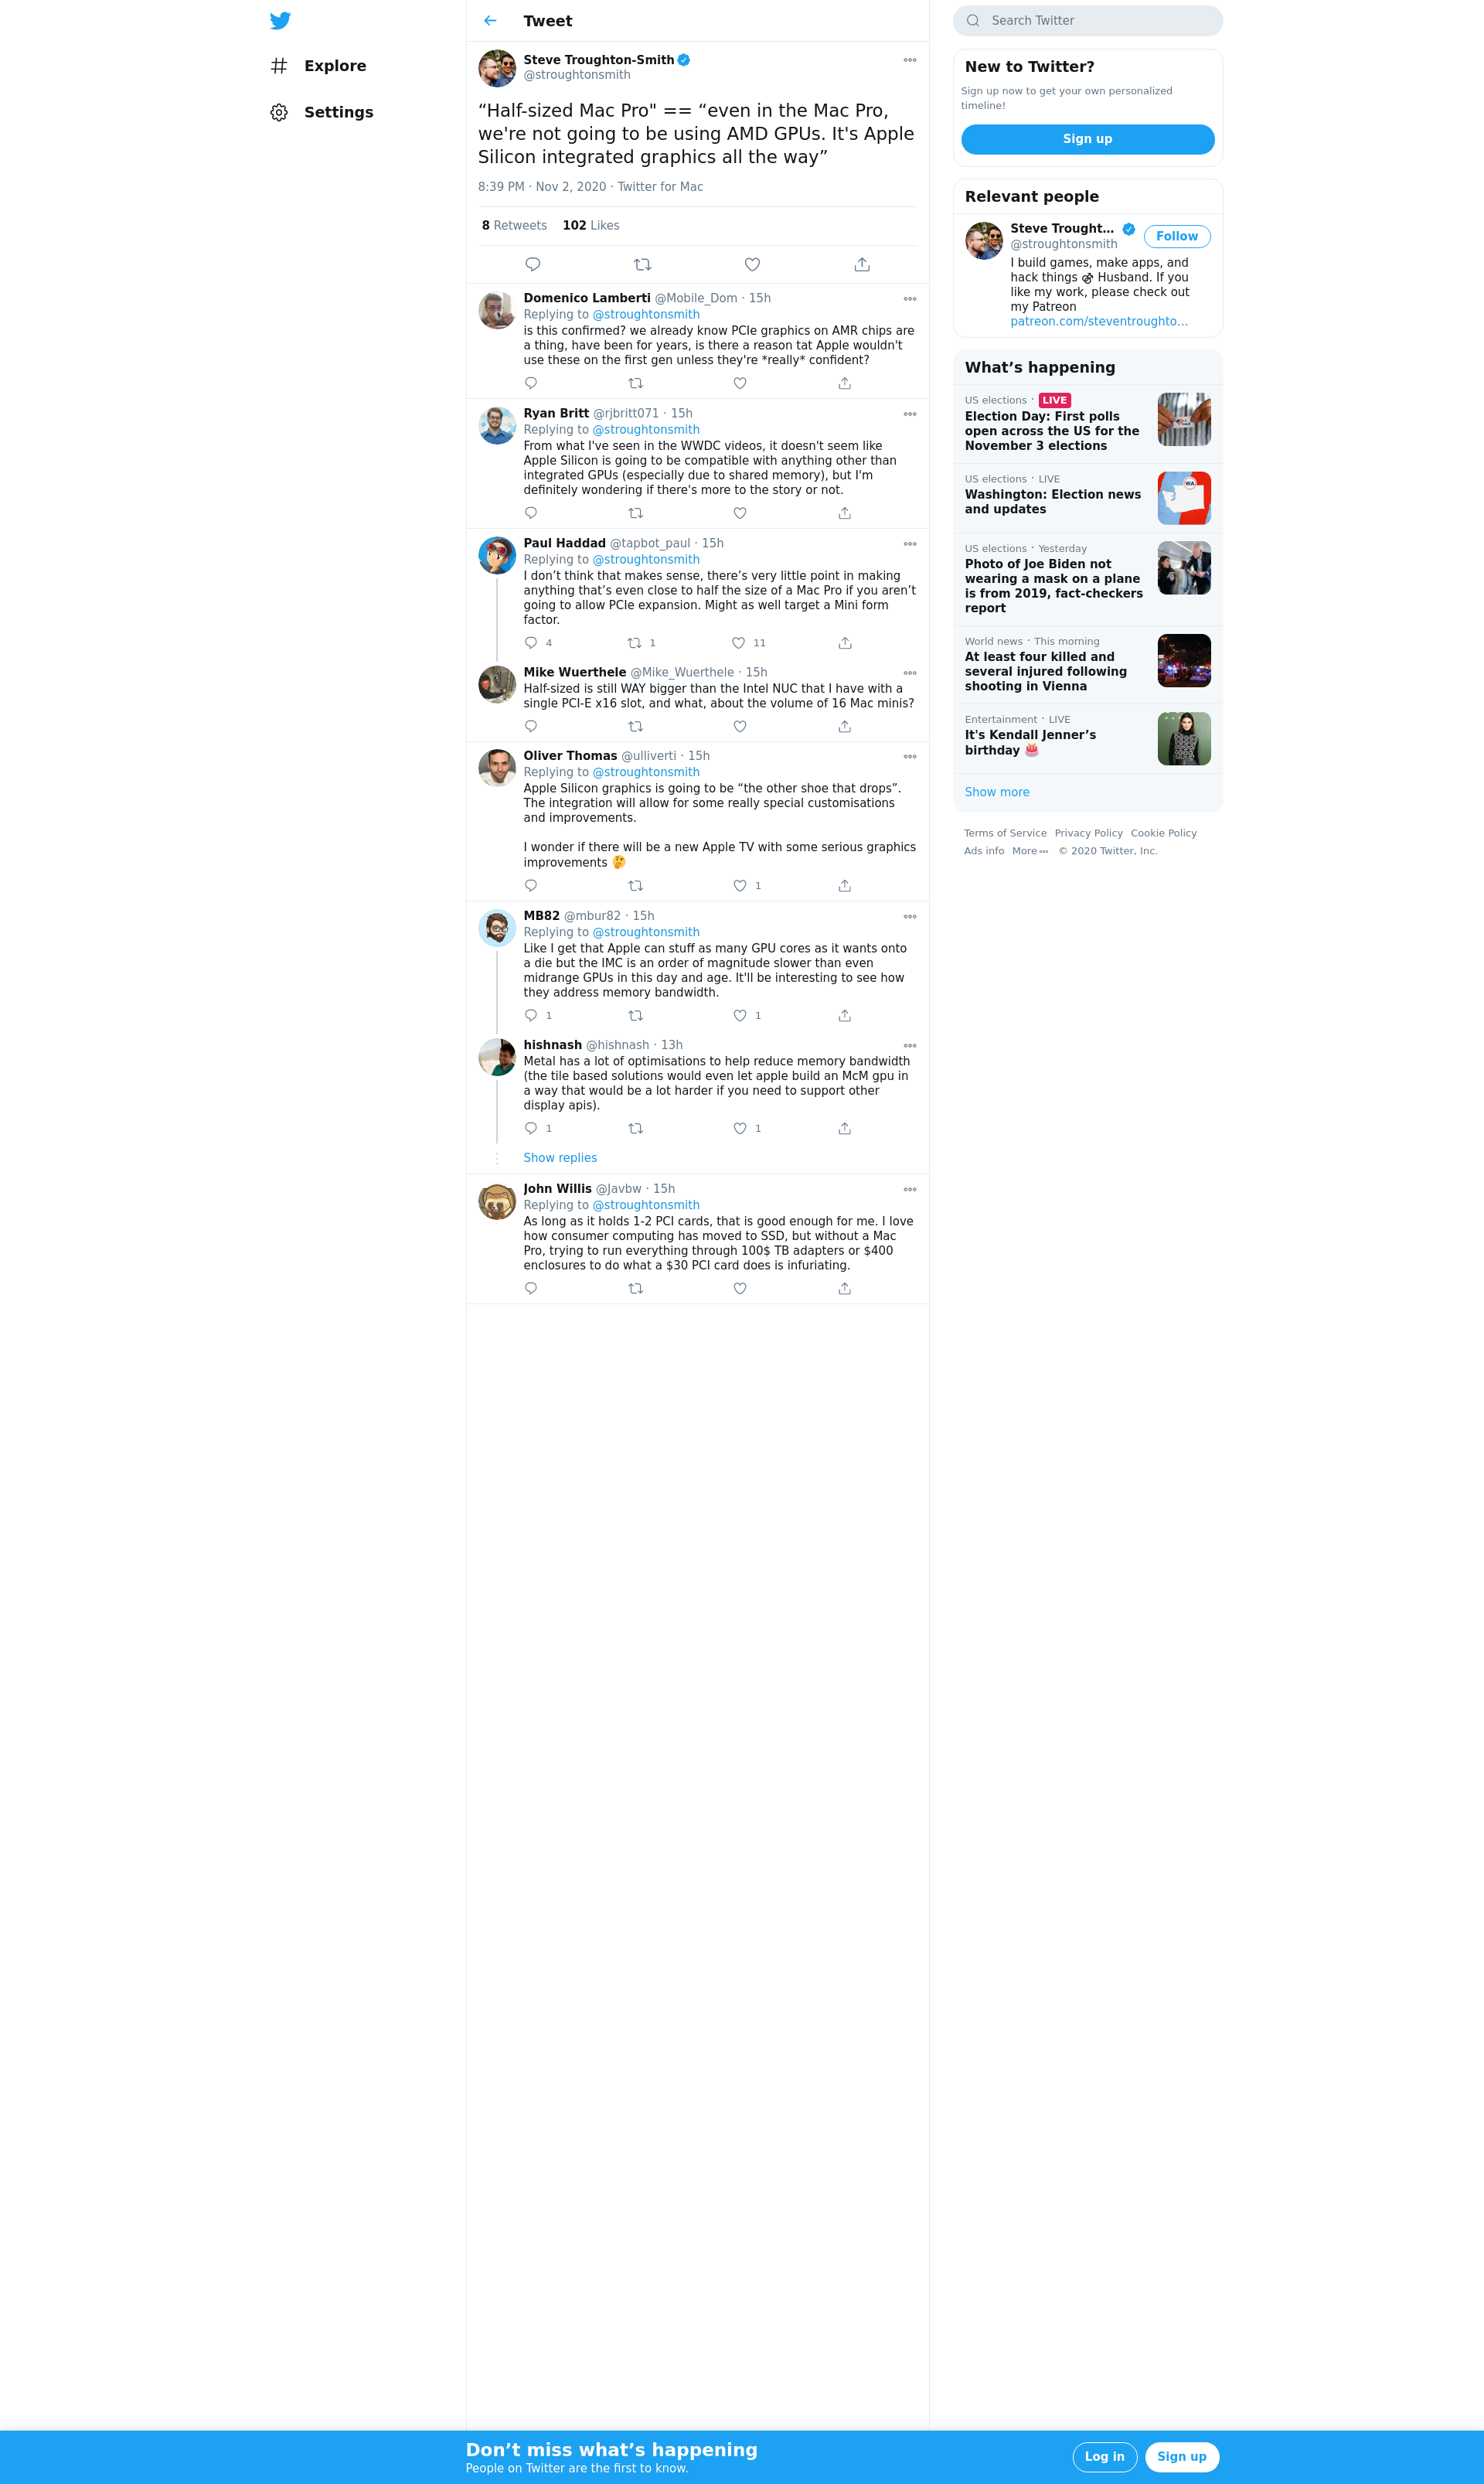 Explore
Settings
Tweet
Steve Troughton-Smith
@stroughtonsmith
“Half-sized Mac Pro" == “even in the Mac Pro,
we're not going to be using AMD GPUs. It's Apple
Silicon integrated graphics all the way”
8:39 PM · Nov 2, 2020 · Twitter for Mac
8 Retweets 102 Likes
Domenico Lamberti @Mobile_Dom · 15h
Replying to @stroughtonsmith
is this confirmed? we already know PCIe graphics on AMR chips are
a thing, have been for years, is there a reason tat Apple wouldn't
use these on the first gen unless they're *really* confident?
Ryan Britt @rjbritt071 · 15h
Replying to @stroughtonsmith
From what I've seen in the WWDC videos, it doesn't seem like
Apple Silicon is going to be compatible with anything other than
integrated GPUs (especially due to shared memory), but I'm
definitely wondering if there's more to the story or not.
Paul Haddad @tapbot_paul · 15h
Replying to @stroughtonsmith
I don’t think that makes sense, there’s very little point in making
anything that’s even close to half the size of a Mac Pro if you aren’t
going to allow PCIe expansion. Might as well target a Mini form
factor.
4 1 11
Mike Wuerthele @Mike_Wuerthele · 15h
Half-sized is still WAY bigger than the Intel NUC that I have with a
single PCI-E x16 slot, and what, about the volume of 16 Mac minis?
Oliver Thomas @ulliverti · 15h
Replying to @stroughtonsmith
Apple Silicon graphics is going to be “the other shoe that drops”.
The integration will allow for some really special customisations
and improvements.
I wonder if there will be a new Apple TV with some serious graphics
improvements 🤔
1
MB82 @mbur82 · 15h
Replying to @stroughtonsmith
Like I get that Apple can stuff as many GPU cores as it wants onto
a die but the IMC is an order of magnitude slower than even
midrange GPUs in this day and age. It'll be interesting to see how
they address memory bandwidth.
1 1
hishnash @hishnash · 13h
Metal has a lot of optimisations to help reduce memory bandwidth
(the tile based solutions would even let apple build an McM gpu in
a way that would be a lot harder if you need to support other
display apis).
1 1
Show replies
John Willis @Javbw · 15h
Replying to @stroughtonsmith
As long as it holds 1-2 PCI cards, that is good enough for me. I love
how consumer computing has moved to SSD, but without a Mac
Pro, trying to run everything through 100$ TB adapters or $400
enclosures to do what a $30 PCI card does is infuriating.
Search Twitter
New to Twitter?
Sign up now to get your own personalized
timeline!
Sign up
Relevant people
Steve Trought…
@stroughtonsmith
Follow
I build games, make apps, and
hack things ⚣ Husband. If you
like my work, please check out
my Patreon
patreon.com/steventroughto…
What’s happening
US elections · LIVE
Election Day: First polls
open across the US for the
November 3 elections
US elections · LIVE
Washington: Election news
and updates
WA
US elections · Yesterday
Photo of Joe Biden not
wearing a mask on a plane
is from 2019, fact-checkers
report
World news · This morning
At least four killed and
several injured following
shooting in Vienna
Entertainment · LIVE
It's Kendall Jenner’s
birthday 🎂
Show more
Terms of Service Privacy Policy Cookie Policy
Ads info More © 2020 Twitter, Inc.
Don’t miss what’s happening
People on Twitter are the first to know.
Log in
Sign up